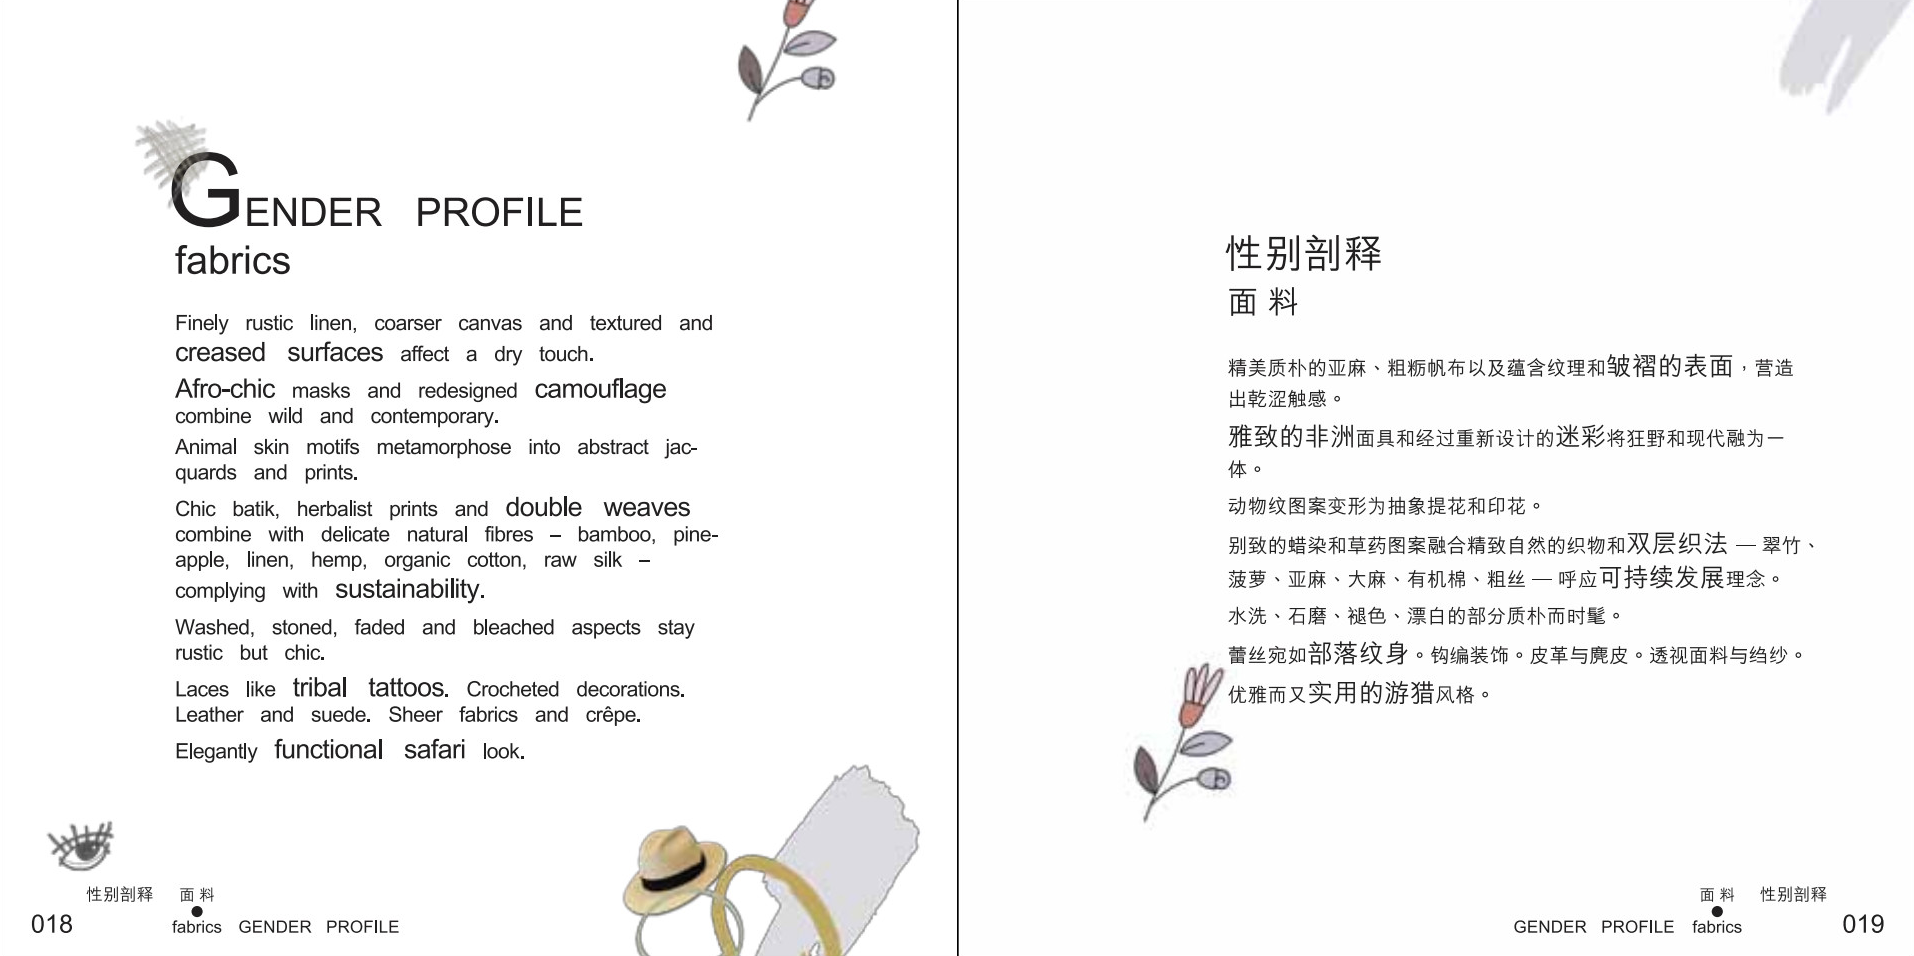 GENDER PROFILE
fabrics
Finely rustic linen, coarser canvas and textured and
creased surfaces affect a dry touch.
Afro-chic masks and redesigned camouflage
combine wild and contemporary.
Animal skin motifs metamorphose into abstract jac-
quards and prints.
Chic batik, herbalist prints and double weaves
combine with delicate natural fibres – bamboo, pine-
apple, linen, hemp, organic cotton, raw silk –
complying with sustainability.
Washed, stoned, faded and bleached aspects stay
rustic but chic.
Laces like tribal tattoos. Crocheted decorations.
Leather and suede. Sheer fabrics and crêpe.
Elegantly functional safari look.
性别剖释 面料
018 fabrics GENDER PROFILE
性别剖释
面 料
精美质朴的亚麻、粗粝帆布以及蕴含纹理和皱褶的表面，营造
出乾涩触感。
雅致的非洲面具和经过重新设计的迷彩将狂野和现代融为一
体。
动物纹图案变形为抽象提花和印花。
别致的蜡染和草药图案融合精致自然的织物和双层织法 — 翠竹、
菠萝、亚麻、大麻、有机棉、粗丝 — 呼应可持续发展理念。
水洗、石磨、褪色、漂白的部分质朴而时髦。
蕾丝宛如部落纹身。钩编装饰。皮革与麂皮。透视面料与绉纱。
优雅而又实用的游猎风格。
面料 性别剖释
GENDER PROFILE fabrics 019